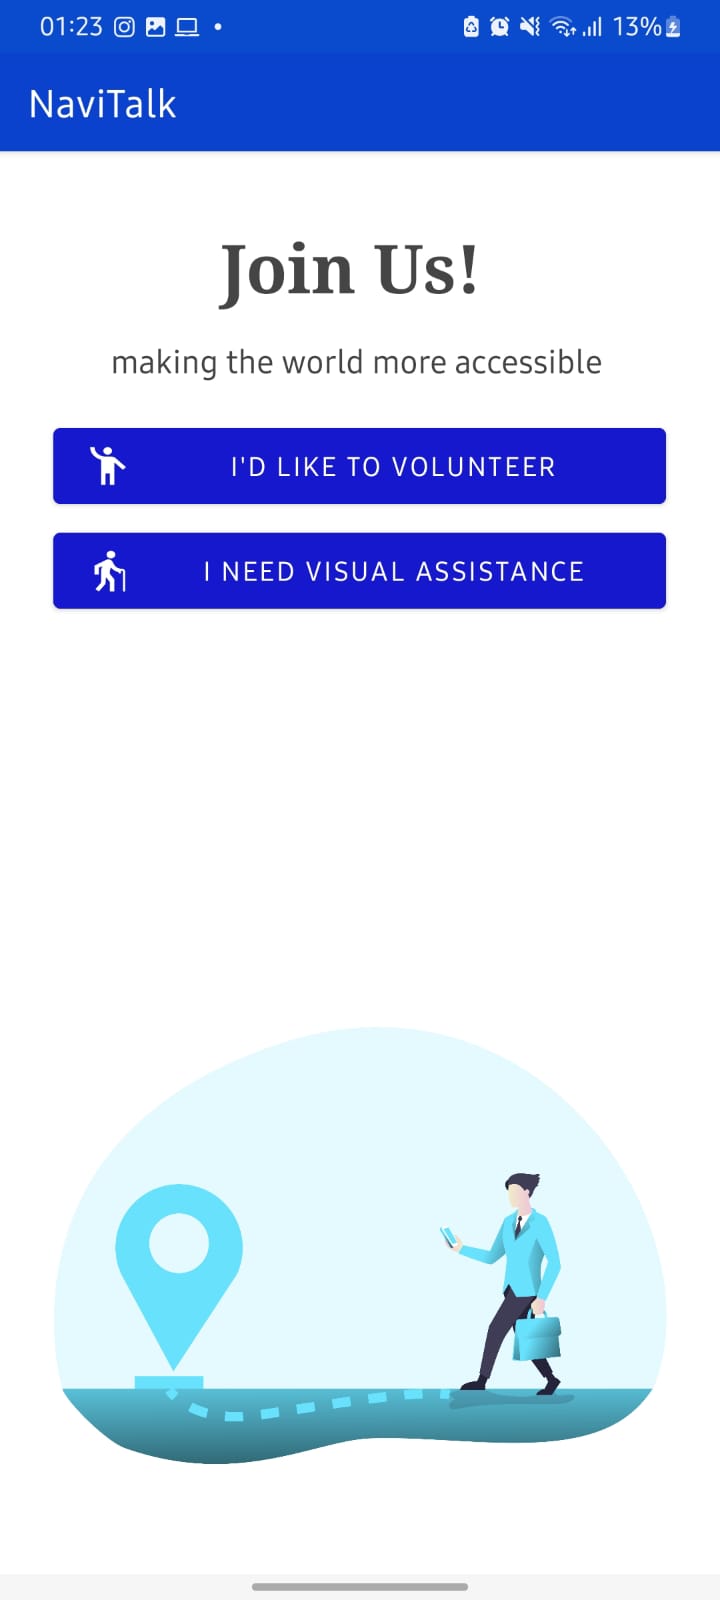 01:23 13%
NaviTalk
Join Us!
making the world more accessible
I'D LIKE TO VOLUNTEER
I NEED VISUAL ASSISTANCE